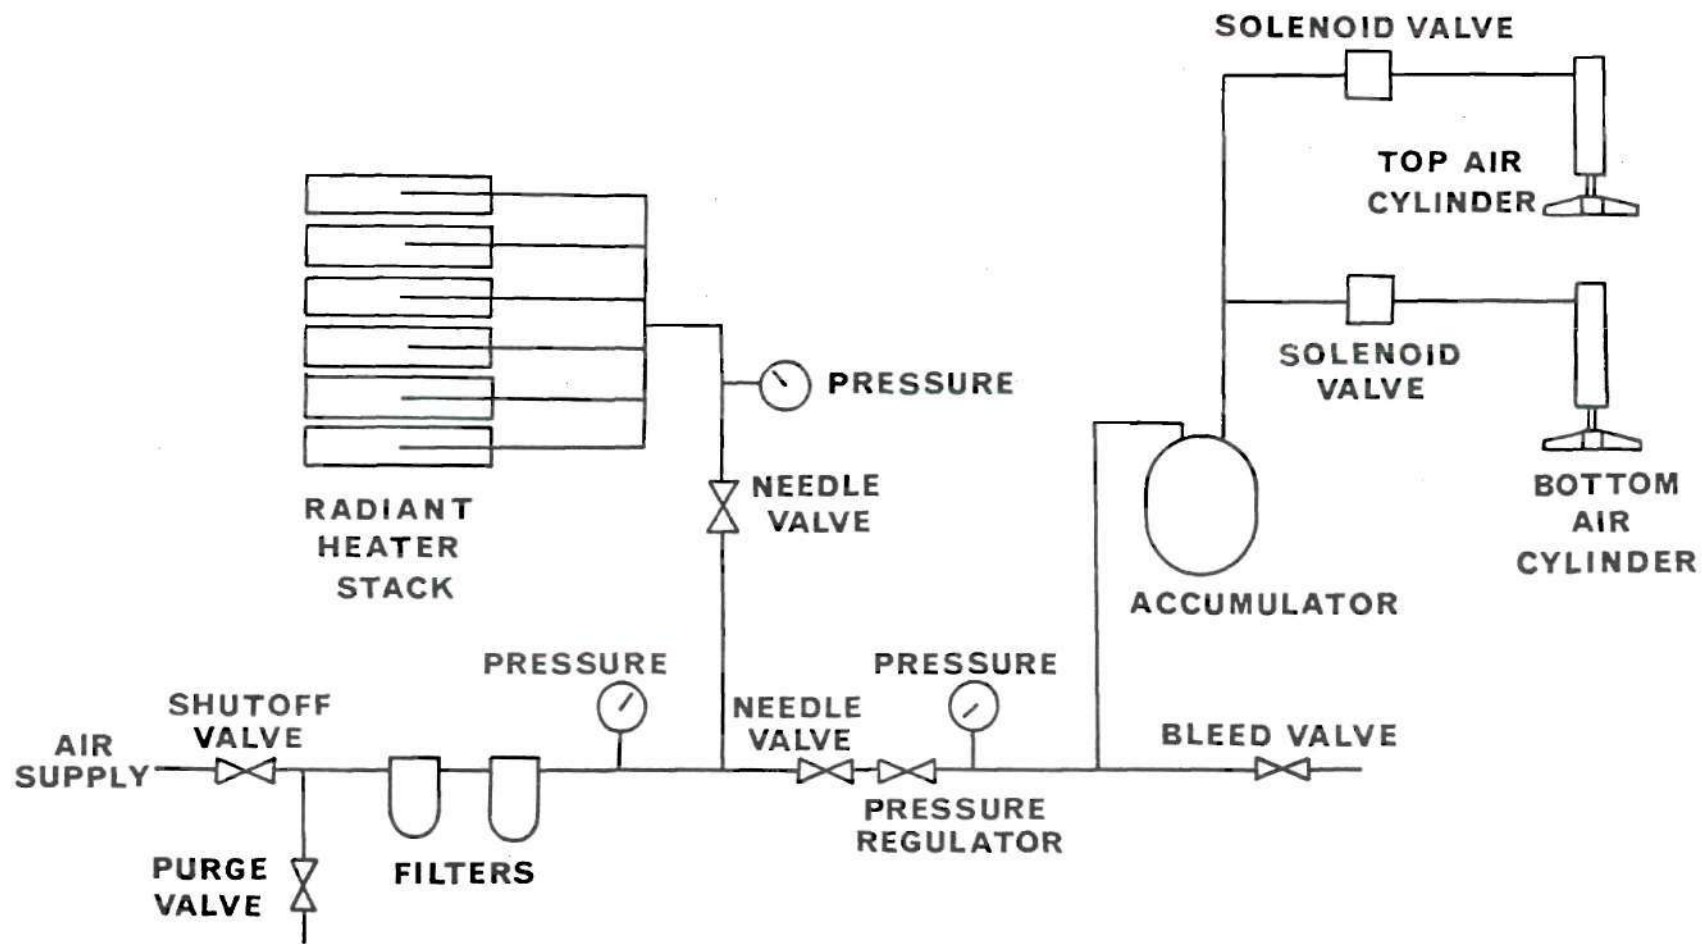 SOLENOID VALVE
TOP AIR
CYLINDER
SOLENOID
VALVE
PRESSURE
NEEDLE
VALVE
RADIANT
HEATER
STACK
BOTTOM
AIR
CYLINDER
ACCUMULATOR
PRESSURE
PRESSURE
SHUTOFF
VALVE
NEEDLE
VALVE
BLEED VALVE
AIR
SUPPLY
PRESSURE
REGULATOR
PURGE
VALVE
FILTERS